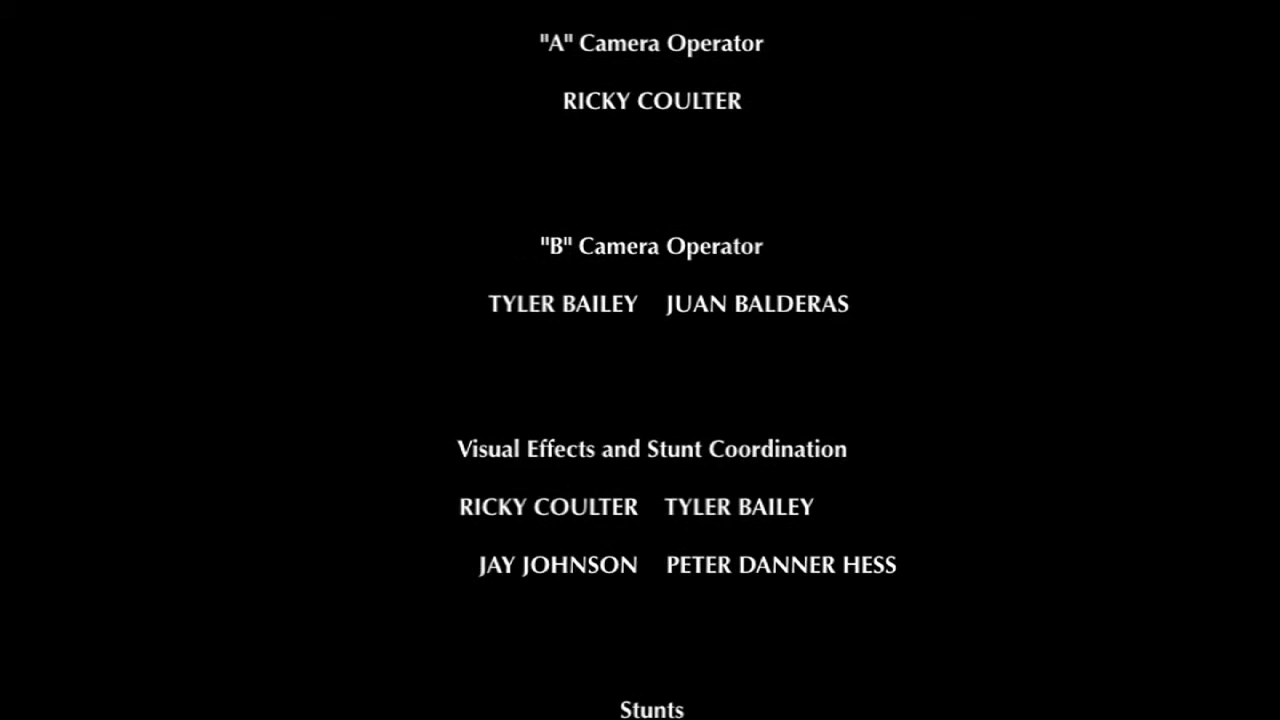 "A" Camera Operator
RICKY COULTER
"B" Camera Operator
TYLER BAILEY JUAN BALDERAS
Visual Effects and Stunt Coordination
RICKY COULTER TYLER BAILEY
JAY JOHNSON PETER DANNER HESS
Stunts